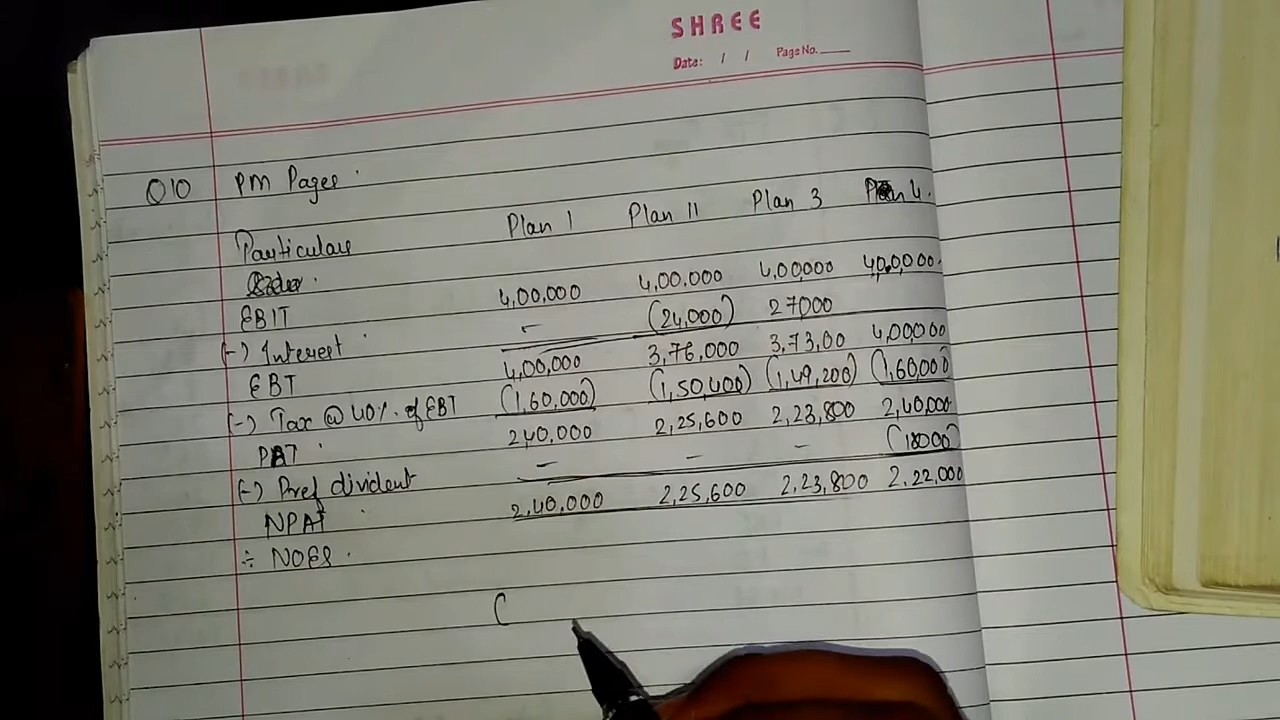 SHREE
Date: / / Page No.
Q10 PM Pages.
Plan 1 Plan 11 Plan 3 Plan 4.
Particulars
EBIT 4,00,000 4,00,000 4,00,000 4,00,000
(-) Interest - (24,000) 27000
EBT 4,00,000 3,76,000 3,73,00 4,00,000
(-) Tax @ 40% of EBT (1,60,000) (1,50,400) (1,49,200) (1,60,000)
PAT 240,000 2,25,600 2,23,800 2,40,000
(-) Pref divident - - - (18000)
NPAT 2,40,000 2,25,600 2,23,800 2,22,000
÷ NOES.
(